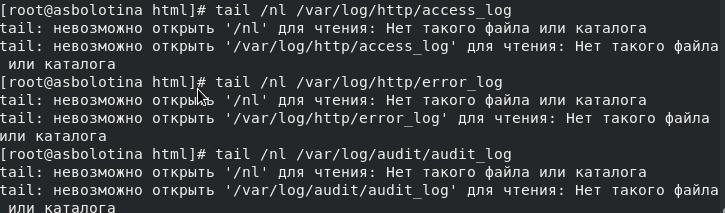 [root@asbolotina html]# tail /nl /var/log/http/access_log
tail: невозможно открыть '/nl' для чтения: Нет такого файла или каталога
tail: невозможно открыть '/var/log/http/access_log' для чтения: Нет такого файла
 или каталога
[root@asbolotina html]# tail /nl /var/log/http/error_log
tail: невозможно открыть '/nl' для чтения: Нет такого файла или каталога
tail: невозможно открыть '/var/log/http/error_log' для чтения: Нет такого файла
или каталога
[root@asbolotina html]# tail /nl /var/log/audit/audit_log
tail: невозможно открыть '/nl' для чтения: Нет такого файла или каталога
tail: невозможно открыть '/var/log/audit/audit_log' для чтения: Нет такого файла
 или каталога